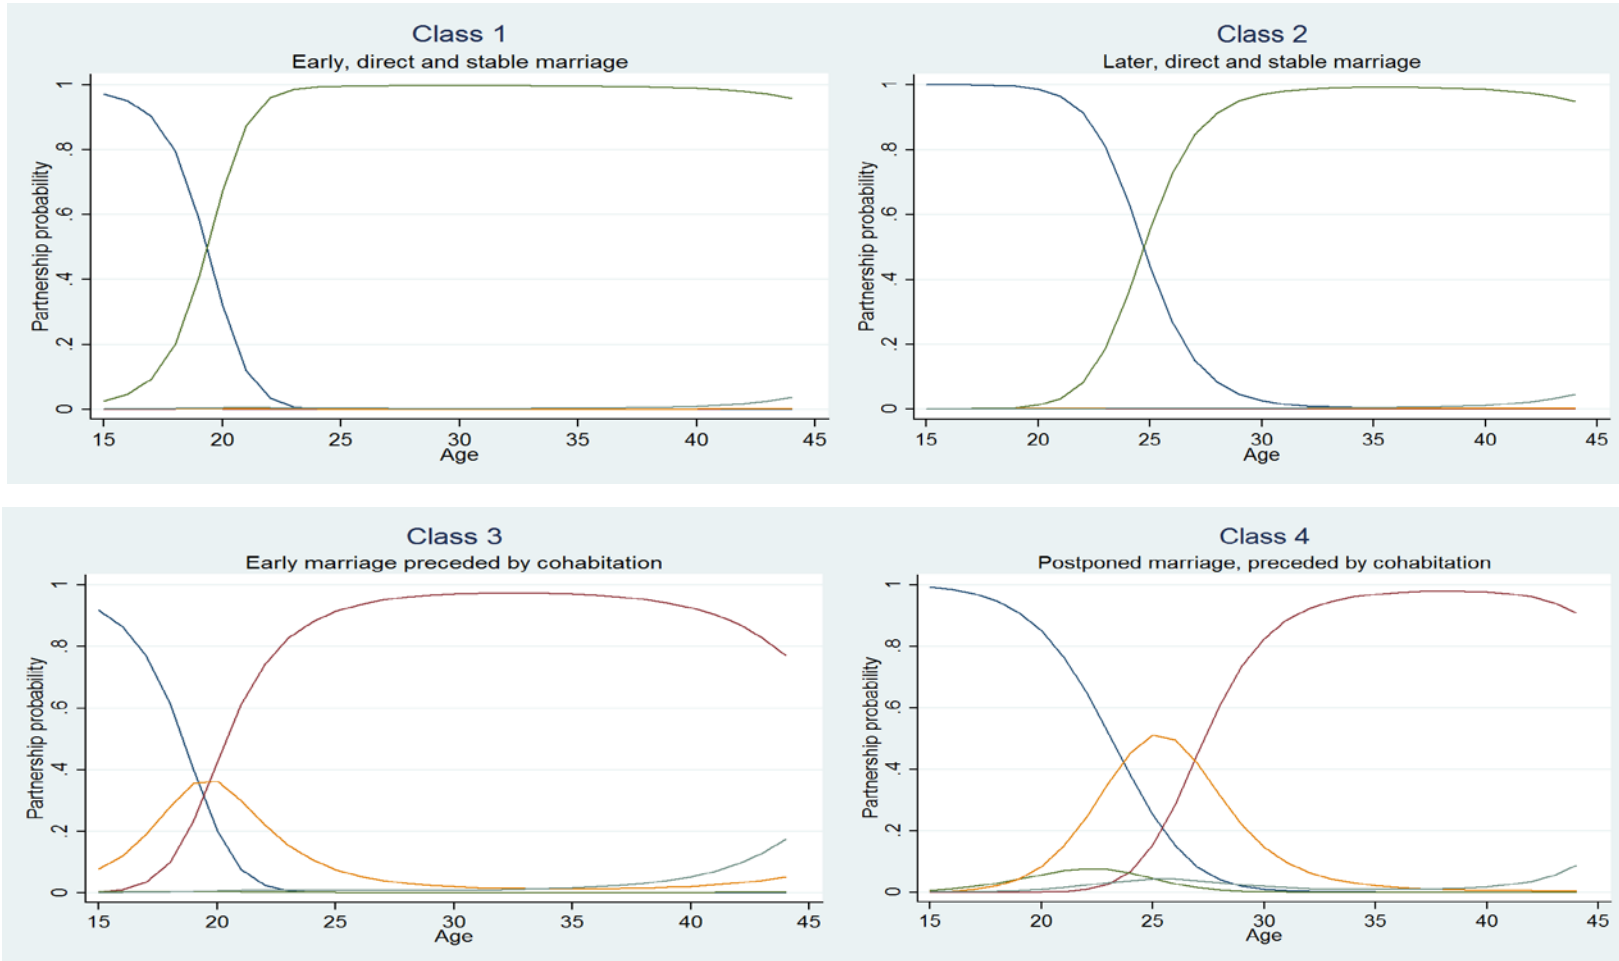 Class 1
Early, direct and stable marriage
Partnership probability
1
.8
.6
.4
.2
0
15 20 25 30 35 40 45
Age
Class 2
Later, direct and stable marriage
Partnership probability
1
.8
.6
.4
.2
0
15 20 25 30 35 40 45
Age
Class 3
Early marriage preceded by cohabitation
Partnership probability
1
.8
.6
.4
.2
0
15 20 25 30 35 40 45
Age
Class 4
Postponed marriage, preceded by cohabitation
Partnership probability
1
.8
.6
.4
.2
0
15 20 25 30 35 40 45
Age